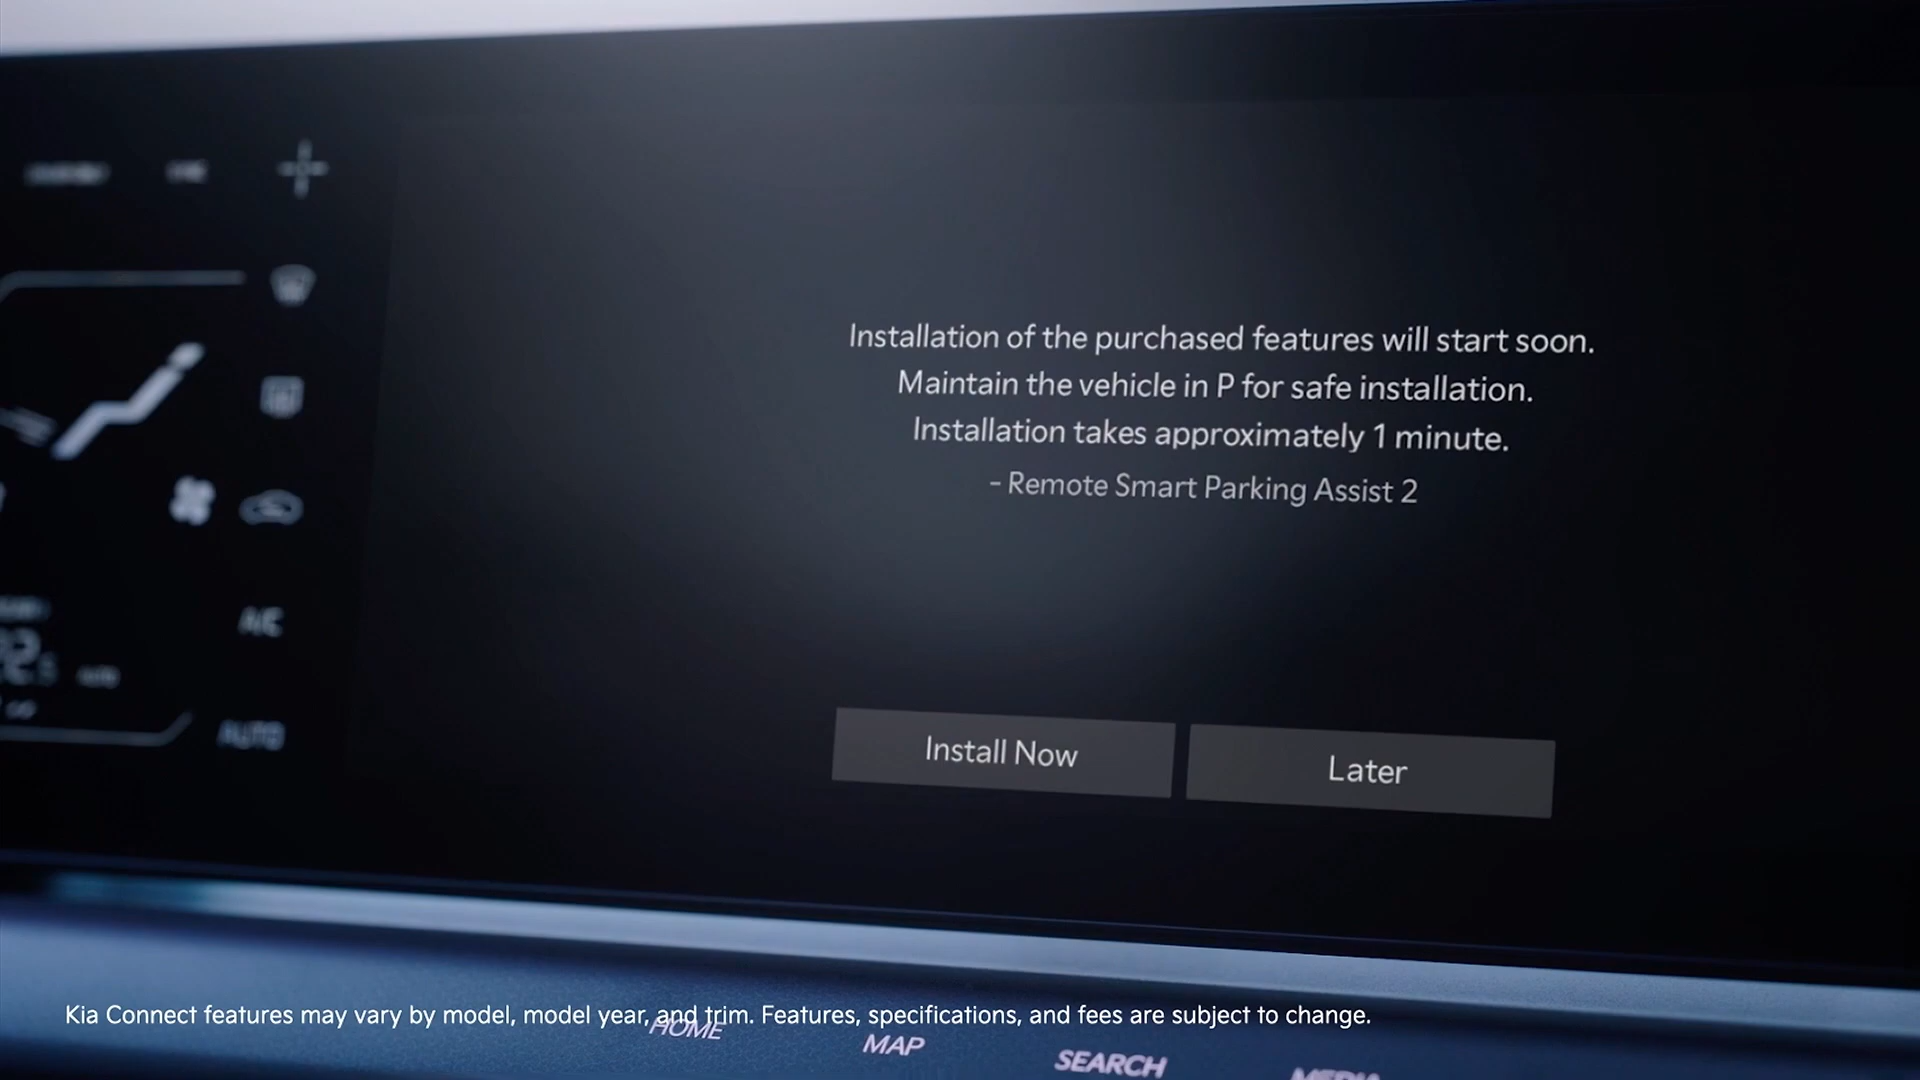 Installation of the purchased features will start soon.
Maintain the vehicle in P for safe installation.
Installation takes approximately 1 minute.
- Remote Smart Parking Assist 2
Install Now
Later
A/C
AUTO
Kia Connect features may vary by model, model year, and trim. Features, specifications, and fees are subject to change.
HOME
MAP
SEARCH
MEDIA